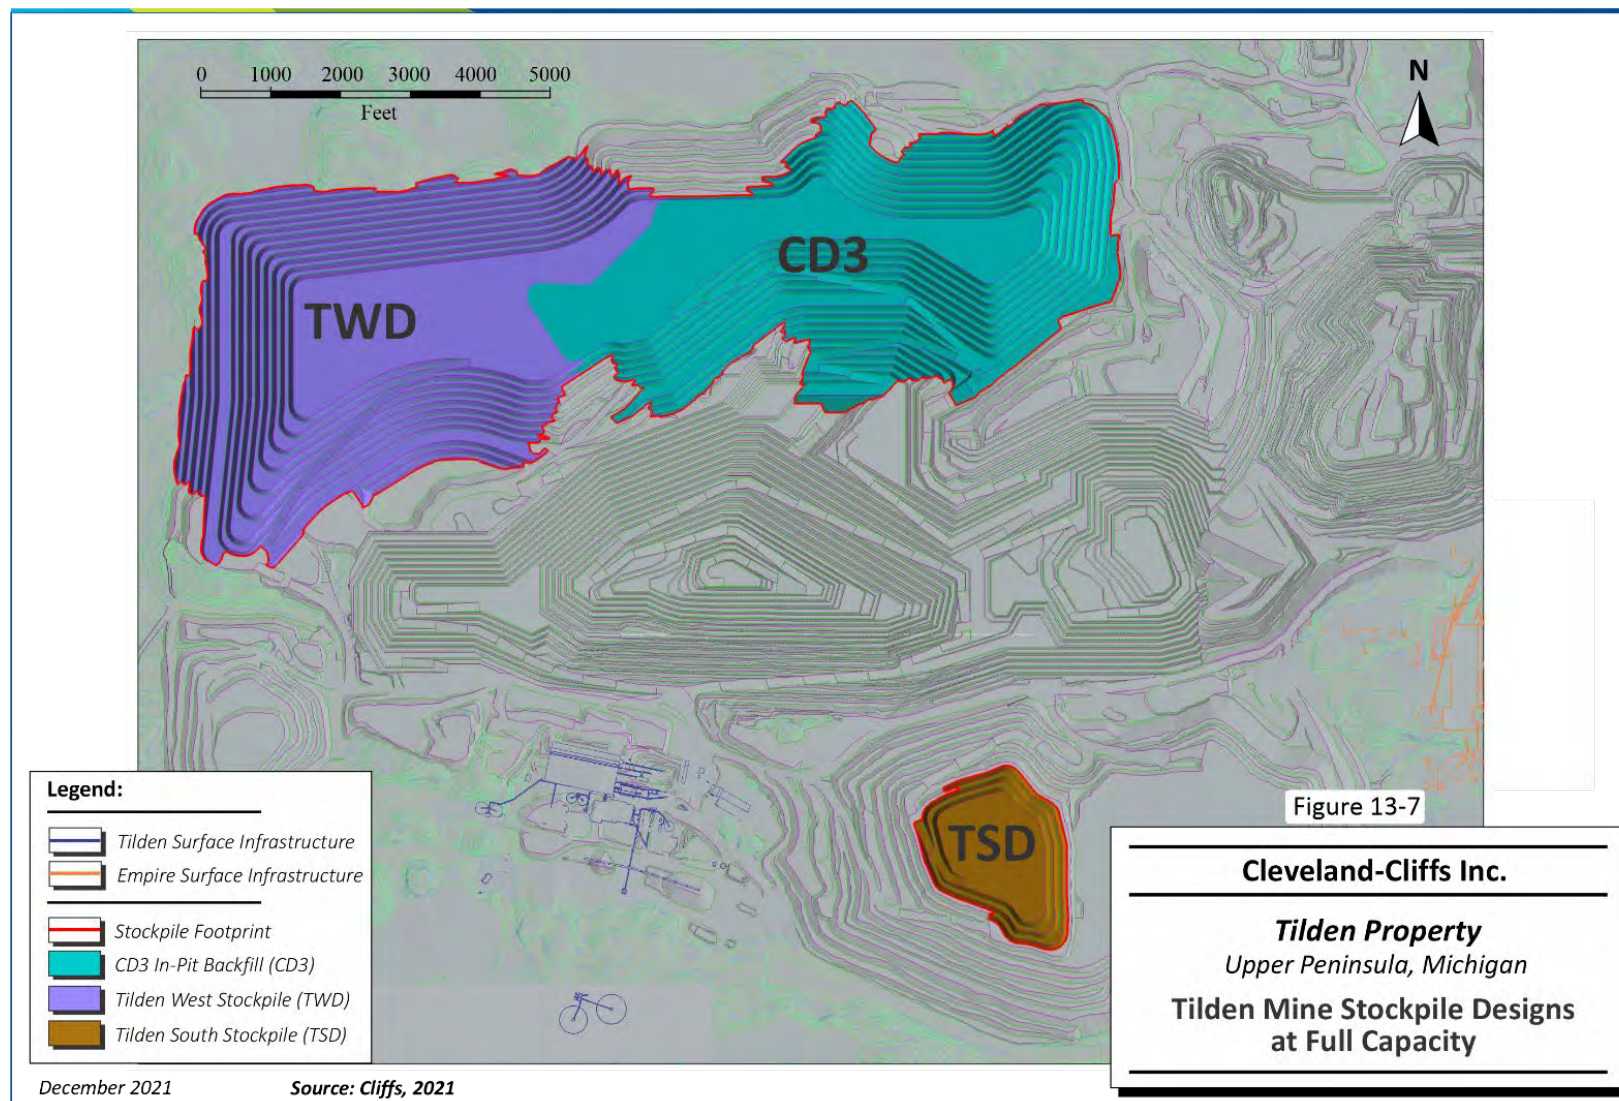 0 1000 2000 3000 4000 5000
Feet
N
TWD
CD3
TSD
Figure 13-7
Legend:
Tilden Surface Infrastructure
Empire Surface Infrastructure
Stockpile Footprint
CD3 In-Pit Backfill (CD3)
Tilden West Stockpile (TWD)
Tilden South Stockpile (TSD)
Cleveland-Cliffs Inc.
Tilden Property
Upper Peninsula, Michigan
Tilden Mine Stockpile Designs
at Full Capacity
December 2021
Source: Cliffs, 2021